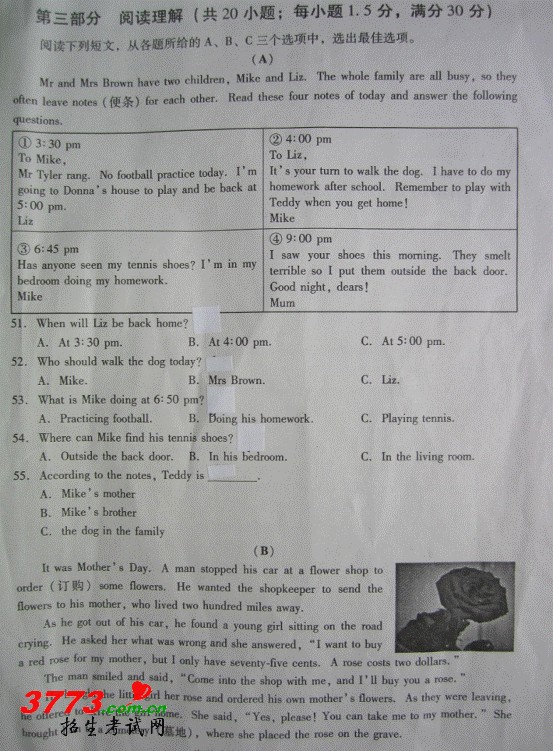 第三部分 阅读理解（共20小题；每小题1.5分，满分30分）
阅读下列短文，从各题所给的A、B、C三个选项中，选出最佳选项。
(A)
Mr and Mrs Brown have two children, Mike and Liz. The whole family are all busy, so they
often leave notes (便条) for each other. Read these four notes of today and answer the following
questions.
① 3:30 pm
To Mike,
Mr Tyler rang. No football practice today. I'm
going to Donna's house to play and be back at
5:00 pm.
Liz
② 4:00 pm
To Liz,
It's your turn to walk the dog. I have to do my
homework after school. Remember to play with
Teddy when you get home!
Mike
③ 6:45 pm
Has anyone seen my tennis shoes? I'm in my
bedroom doing my homework.
Mike
④ 9:00 pm
I saw your shoes this morning. They smelt
terrible so I put them outside the back door.
Good night, dears!
Mum
51. When will Liz be back home?
A. At 3:30 pm. B. At 4:00 pm. C. At 5:00 pm.
52. Who should walk the dog today?
A. Mike. B. Mrs Brown. C. Liz.
53. What is Mike doing at 6:50 pm?
A. Practicing football. B. Doing his homework. C. Playing tennis.
54. Where can Mike find his tennis shoes?
A. Outside the back door. B. In his bedroom. C. In the living room.
55. According to the notes, Teddy is ________.
A. Mike's mother
B. Mike's brother
C. the dog in the family
(B)
It was Mother's Day. A man stopped his car at a flower shop to
order (订购) some flowers. He wanted the shopkeeper to send the
flowers to his mother, who lived two hundred miles away.
As he got out of his car, he found a young girl sitting on the road
crying. He asked her what was wrong and she answered, "I want to buy
a red rose for my mother, but I only have seventy-five cents. A rose costs two dollars."
The man smiled and said, "Come into the shop with me, and I'll buy you a rose."
the little girl her rose and ordered his own mother's flowers. As they were leaving,
he offered home. She said, "Yes, please! You can take me to my mother." She
brought 墓地), where she placed the rose on the grave.
3773.com.cn
招生考试网